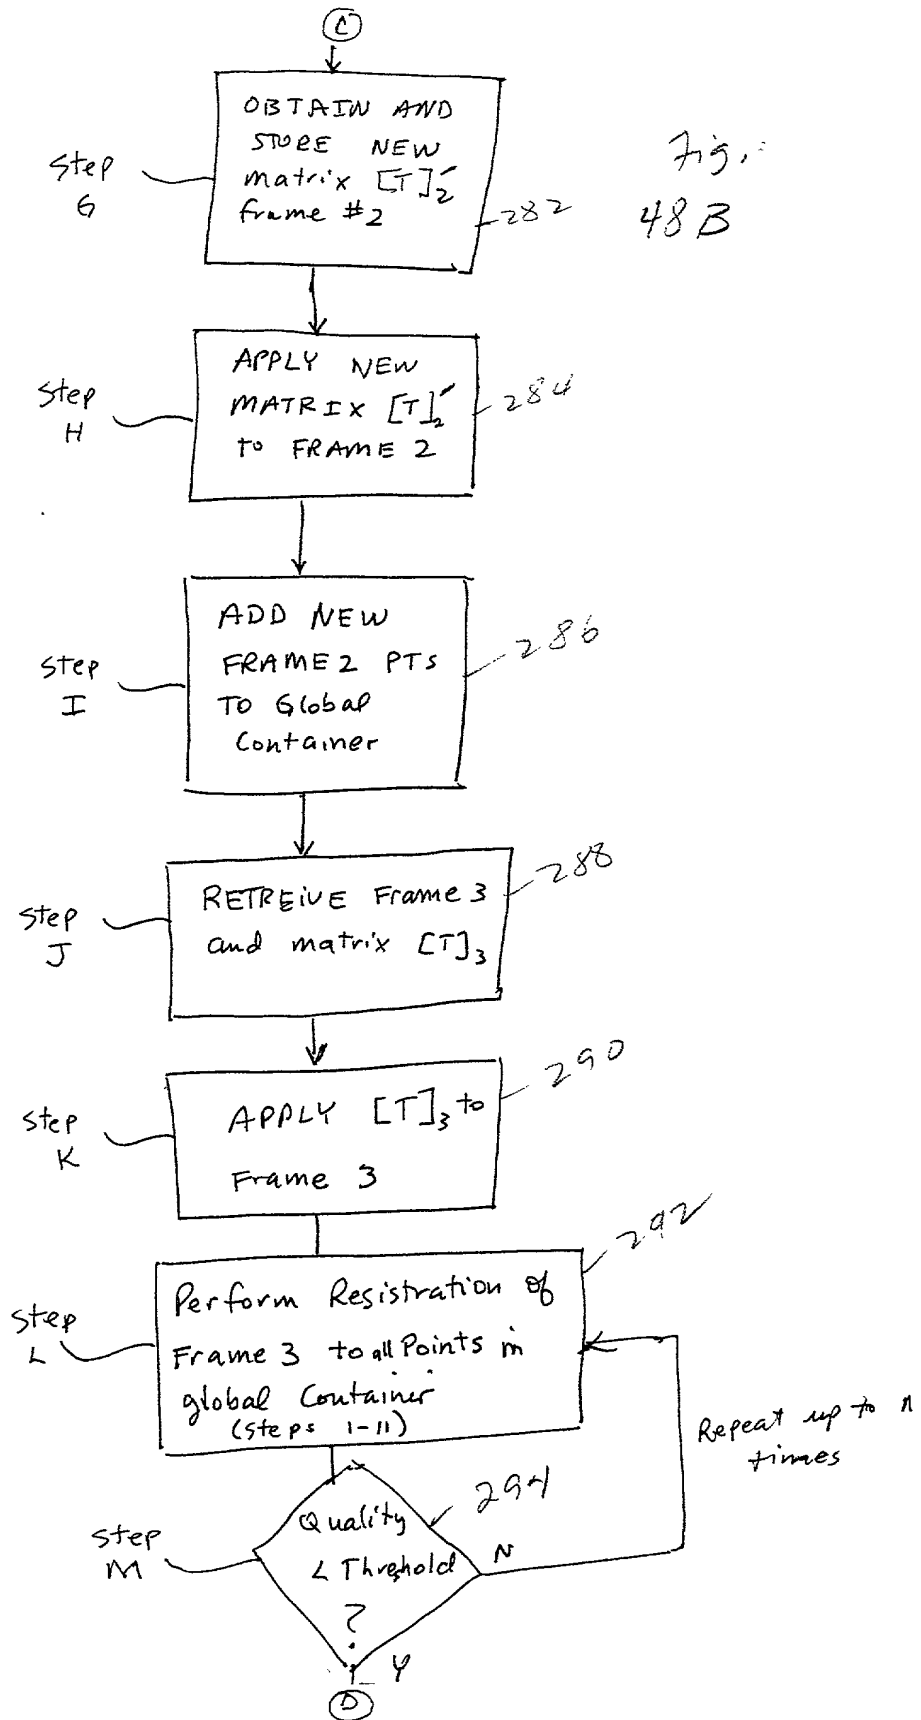 C
OBTAIN AND
STORE NEW
matrix [T]₂′
frame #2
Step
G
282
Fig.
48B
APPLY NEW
MATRIX [T]₂′
TO FRAME 2
Step
H
284
ADD NEW
FRAME 2 PTs
TO Global
Container
Step
I
286
RETREIVE Frame 3
and matrix [T]₃
Step
J
288
APPLY [T]₃ to
Frame 3
Step
K
290
Perform Resistration of
Frame 3 to all Points in
global Container
(steps 1-11)
Step
L
292
Repeat up to n
times
Quality
< Threshold
?
Step
M
294
N
Y
D